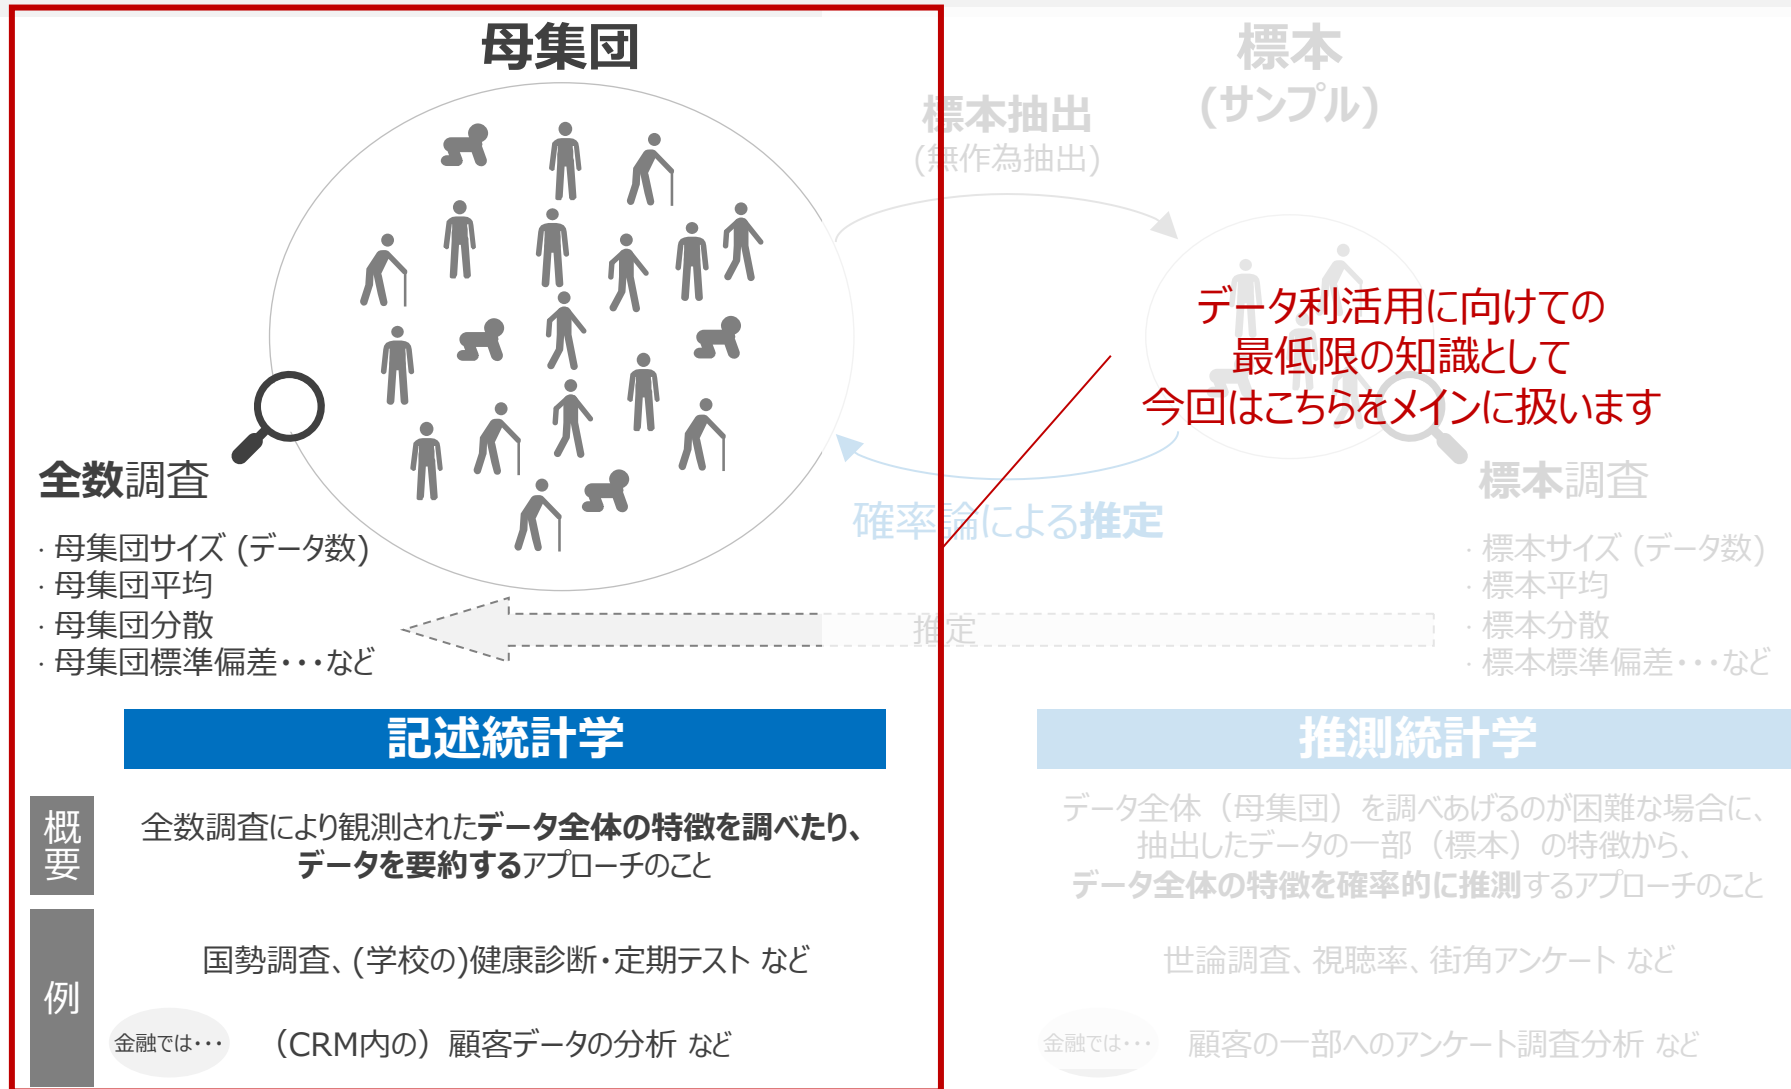 母集団
標本
(サンプル)
標本抽出
(無作為抽出)
データ利活用に向けての
最低限の知識として
今回はこちらをメインに扱います
全数調査
・母集団サイズ (データ数)
・母集団平均
・母集団分散
・母集団標準偏差・・・など
確率論による推定
推定
標本調査
・標本サイズ (データ数)
・標本平均
・標本分散
・標本標準偏差・・・など
記述統計学
推測統計学
概要
全数調査により観測されたデータ全体の特徴を調べたり、
データを要約するアプローチのこと
データ全体（母集団）を調べあげるのが困難な場合に、
抽出したデータの一部（標本）の特徴から、
データ全体の特徴を確率的に推測するアプローチのこと
例
国勢調査、(学校の)健康診断・定期テスト など
世論調査、視聴率、街角アンケート など
金融では・・・
（CRM内の）顧客データの分析 など
金融では・・・
顧客の一部へのアンケート調査分析 など